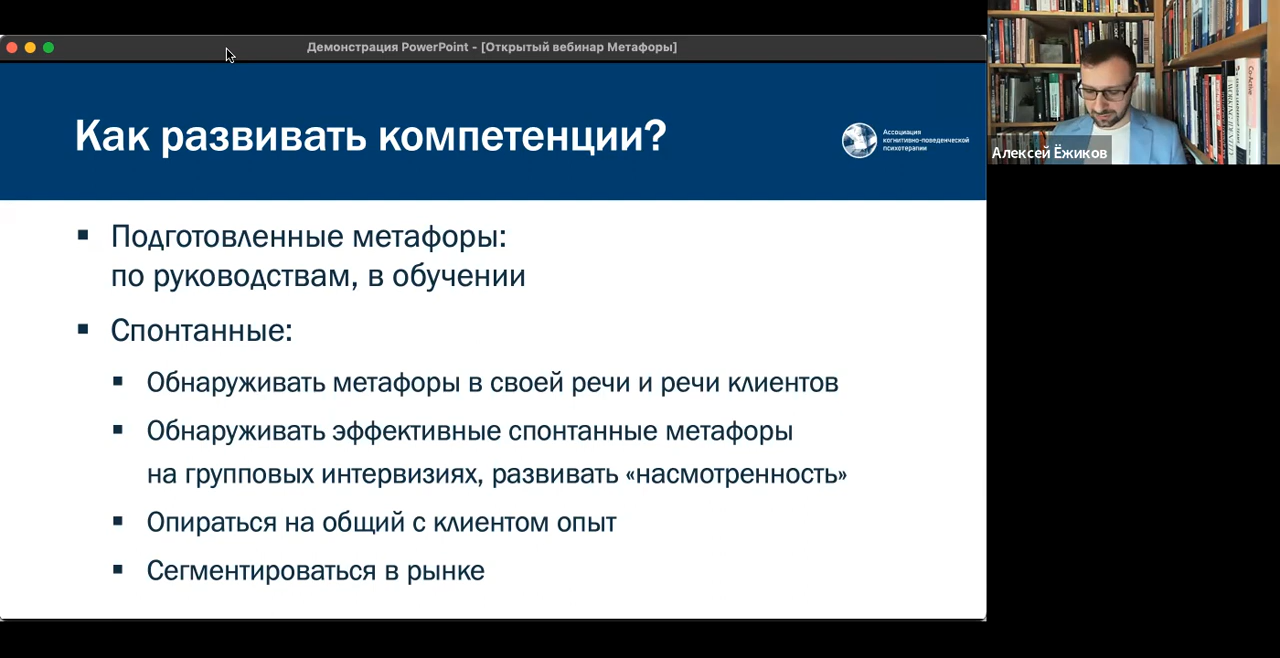 Демонстрация PowerPoint - [Открытый вебинар Метафоры]
Как развивать компетенции?
Ассоциация
когнитивно-поведенческой
психотерапии
Алексей Ёжиков
▪ Подготовленные метафоры:
по руководствам, в обучении
▪ Спонтанные:
▪ Обнаруживать метафоры в своей речи и речи клиентов
▪ Обнаруживать эффективные спонтанные метафоры
на групповых интервизиях, развивать «насмотренность»
▪ Опираться на общий с клиентом опыт
▪ Сегментироваться в рынке